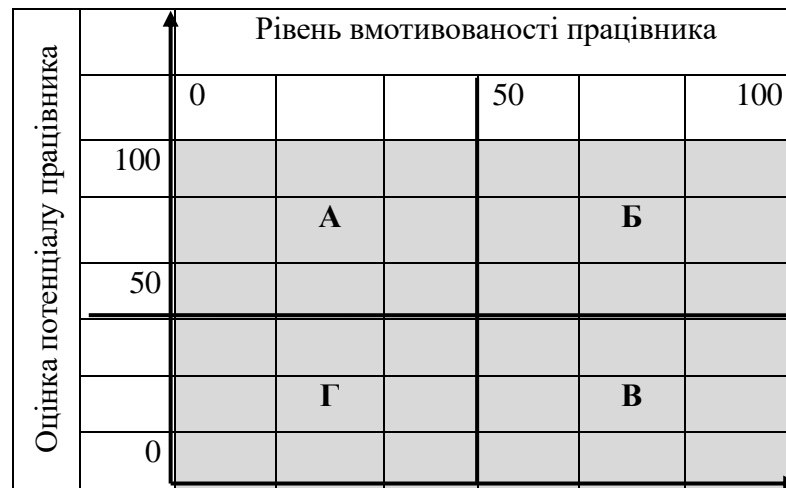 Рівень вмотивованості працівника
Оцінка потенціалу працівника
0 50 100
100
А Б
50
Г В
0